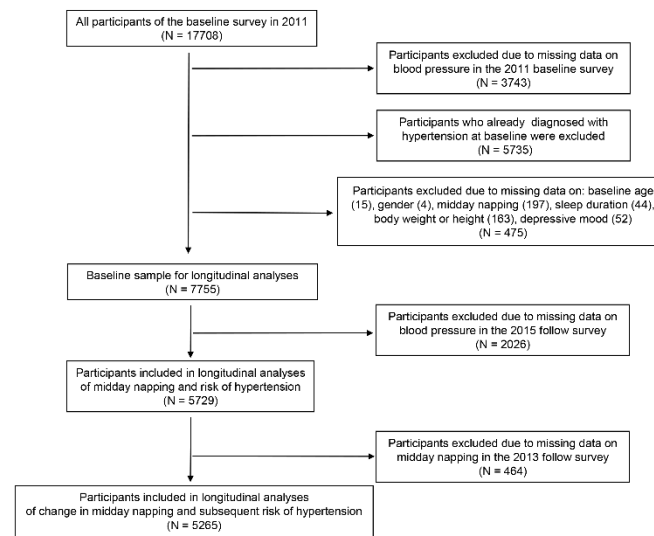 All participants of the baseline survey in 2011
(N = 17708)
Participants excluded due to missing data on
blood pressure in the 2011 baseline survey
(N = 3743)
Participants who already diagnosed with
hypertension at baseline were excluded
(N = 5735)
Participants excluded due to missing data on: baseline age
(15), gender (4), midday napping (197), sleep duration (44),
body weight or height (163), depressive mood (52)
(N = 475)
Baseline sample for longitudinal analyses
(N = 7755)
Participants excluded due to missing data on
blood pressure in the 2015 follow survey
(N = 2026)
Participants included in longitudinal analyses
of midday napping and risk of hypertension
(N = 5729)
Participants excluded due to missing data on
midday napping in the 2013 follow survey
(N = 464)
Participants included in longitudinal analyses
of change in midday napping and subsequent risk of hypertension
(N = 5265)